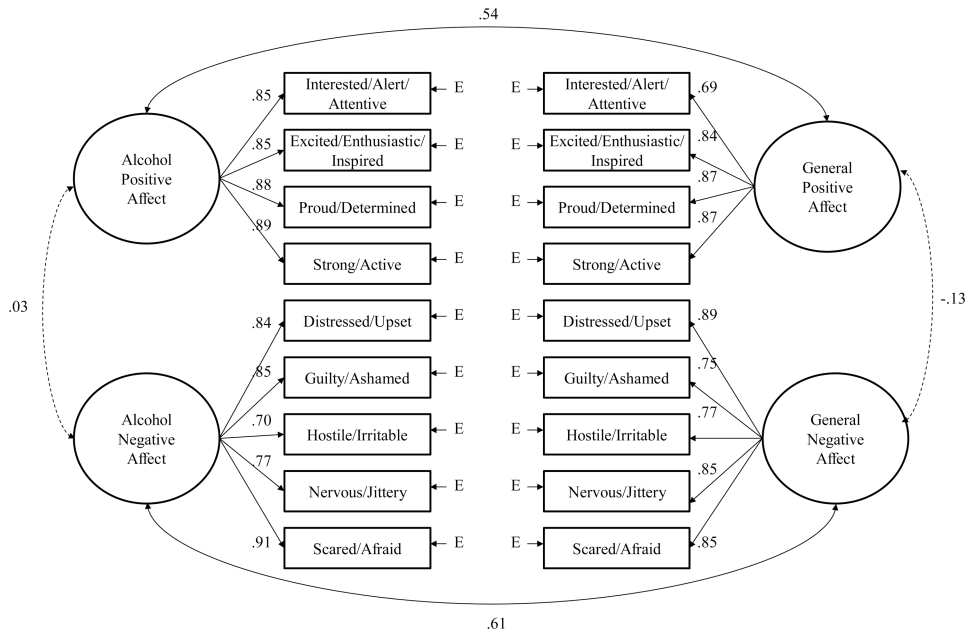 .54
Interested/Alert/
Attentive
E
E
Interested/Alert/
Attentive
.85
.69
Alcohol
Positive
Affect
.85
Excited/Enthusiastic/
Inspired
E
E
Excited/Enthusiastic/
Inspired
.84
General
Positive
Affect
.88
Proud/Determined
E
E
Proud/Determined
.87
.89
Strong/Active
E
E
Strong/Active
.87
.03
-.13
.84
Distressed/Upset
E
E
Distressed/Upset
.89
.85
Guilty/Ashamed
E
E
Guilty/Ashamed
.75
Alcohol
Negative
Affect
.70
Hostile/Irritable
E
E
Hostile/Irritable
.77
General
Negative
Affect
.77
Nervous/Jittery
E
E
Nervous/Jittery
.85
.91
Scared/Afraid
E
E
Scared/Afraid
.85
.61